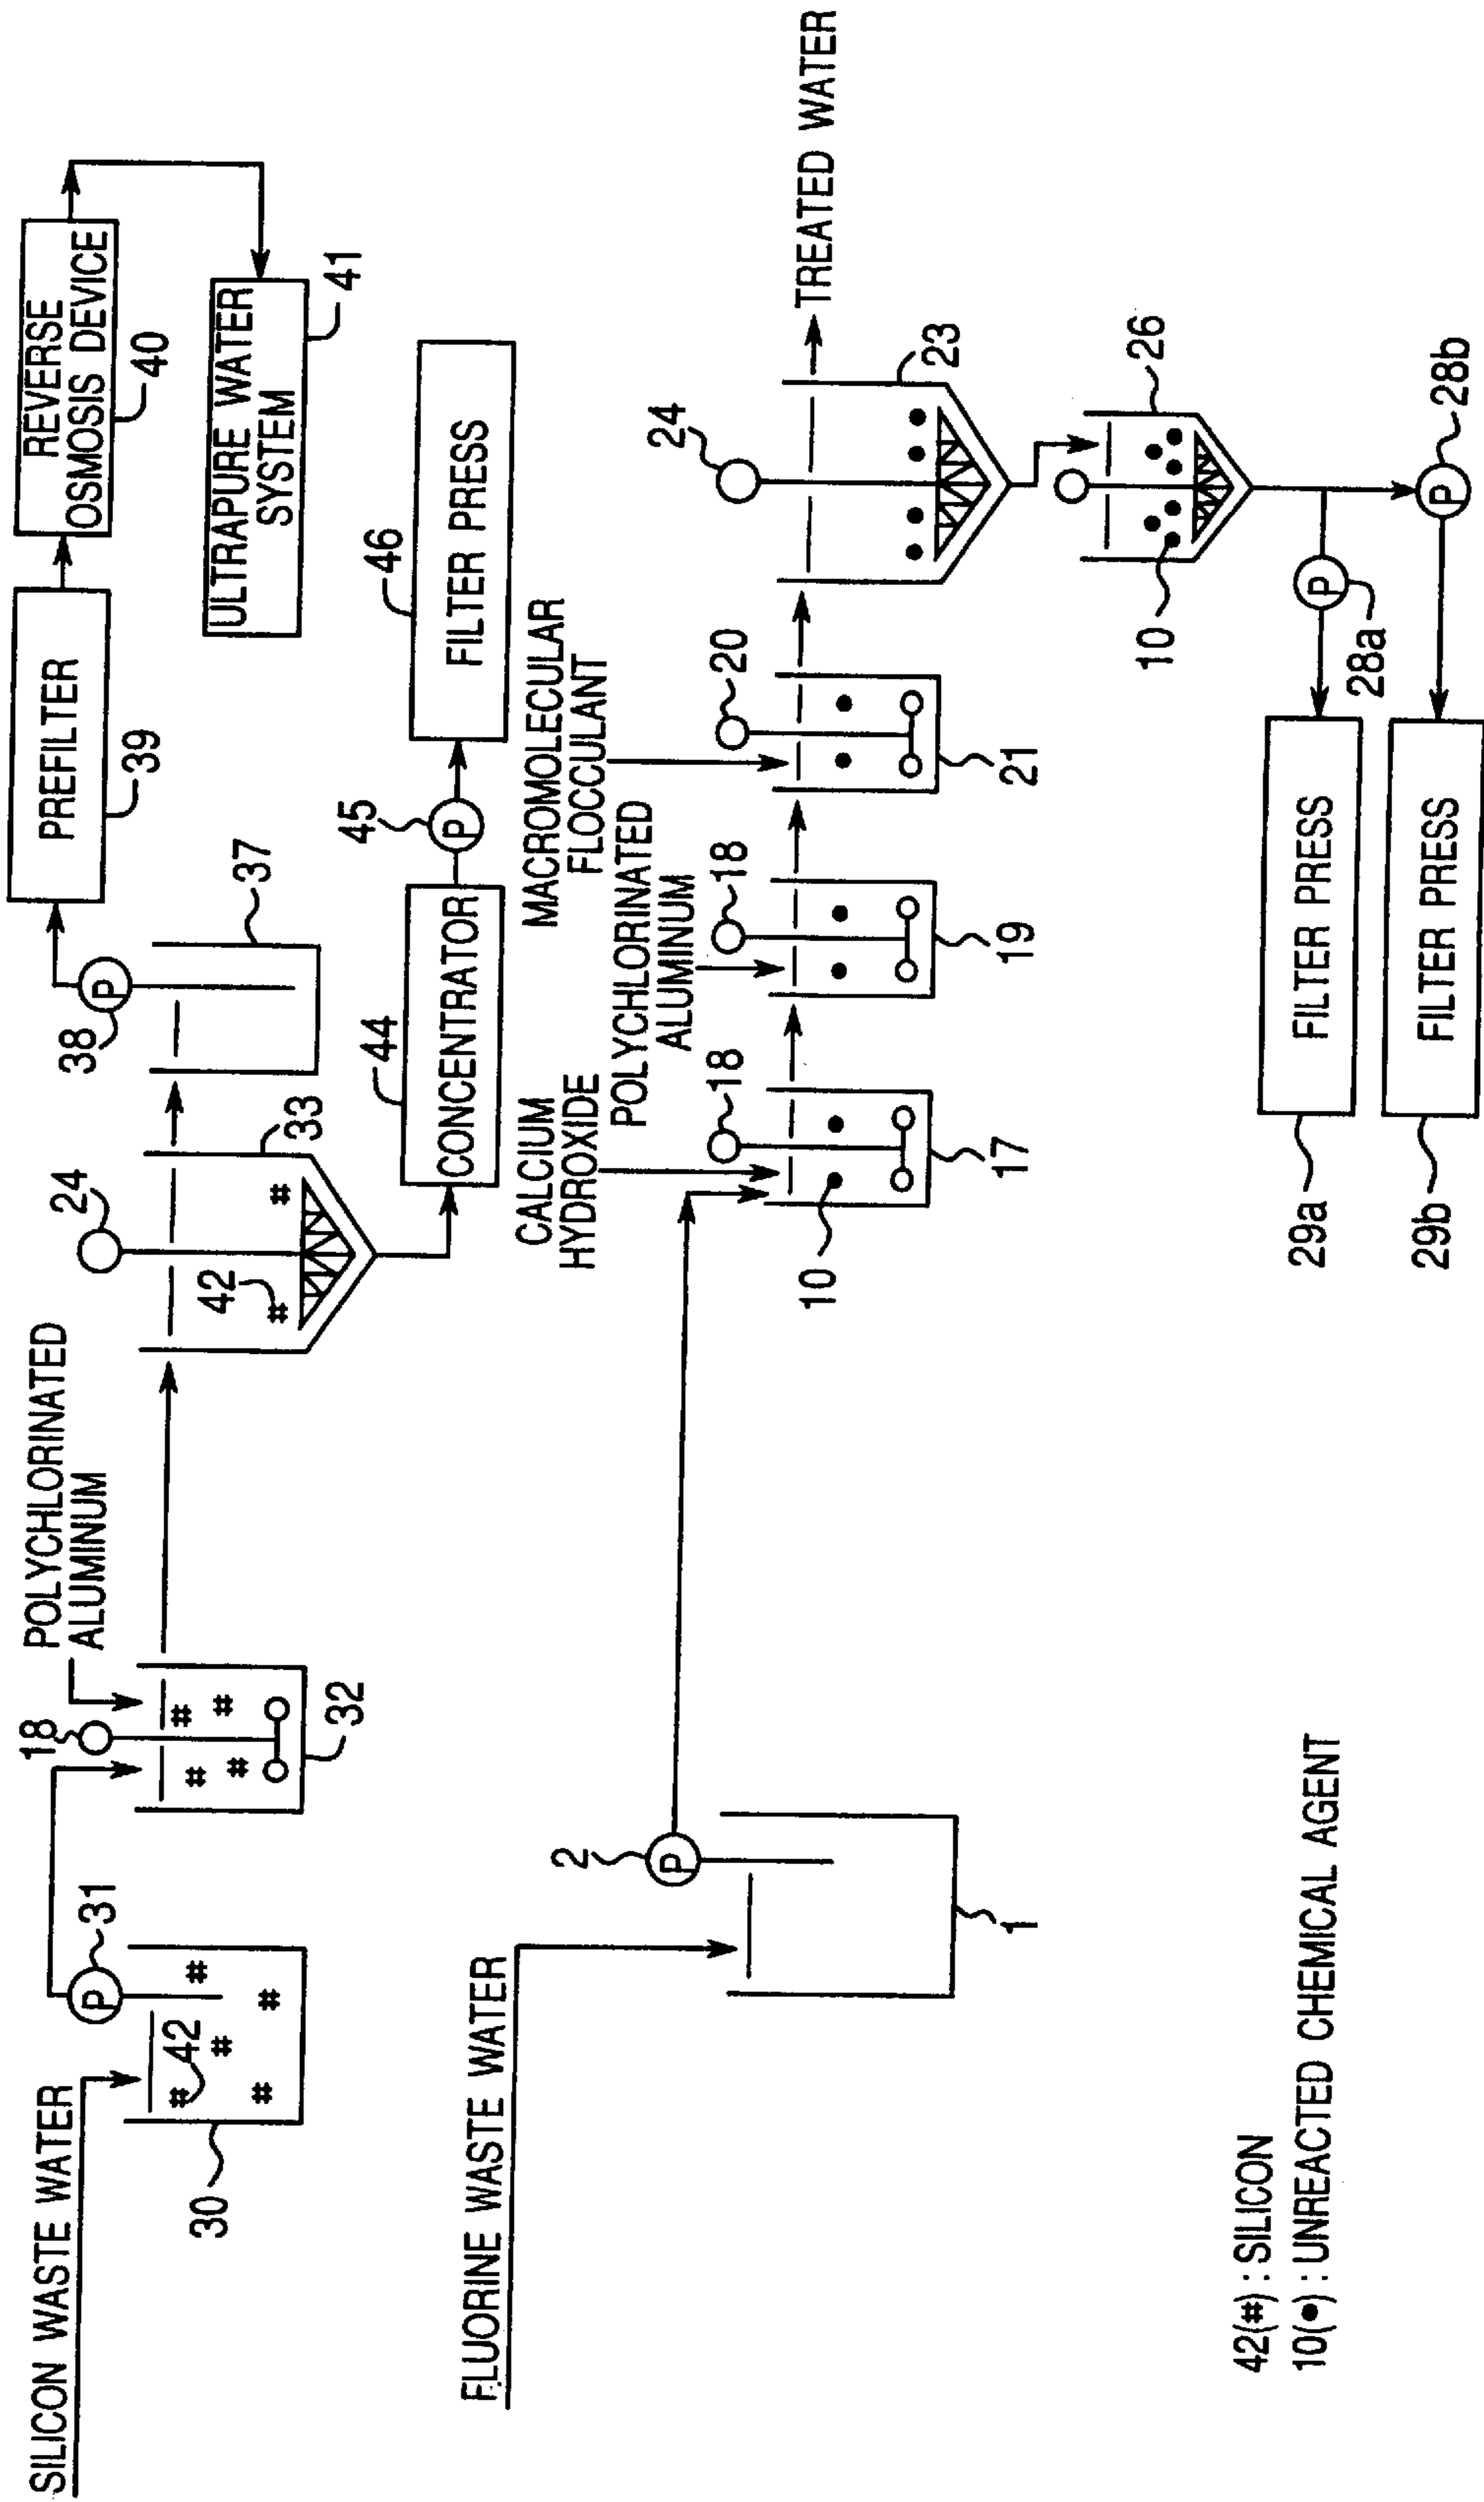 SILICON WASTE WATER
30
42
P
31
18
POLYCHLORINATED
ALUMINUM
32
24
42
33
38
P
37
PREFILTER
39
REVERSE
OSMOSIS DEVICE
40
ULTRAPURE WATER
SYSTEM
41
44
CONCENTRATOR
45
P
46
FILTER PRESS
FLUORINE WASTE WATER
2
P
1
CALCIUM
HYDROXIDE
18
10
17
POLYCHLORINATED
ALUMINUM
18
19
MACROMOLECULAR
FLOCCULANT
20
21
24
23
TREATED WATER
10
26
P
28a
P
28b
29a
FILTER PRESS
29b
FILTER PRESS
42(#) : SILICON
10(●) : UNREACTED CHEMICAL AGENT